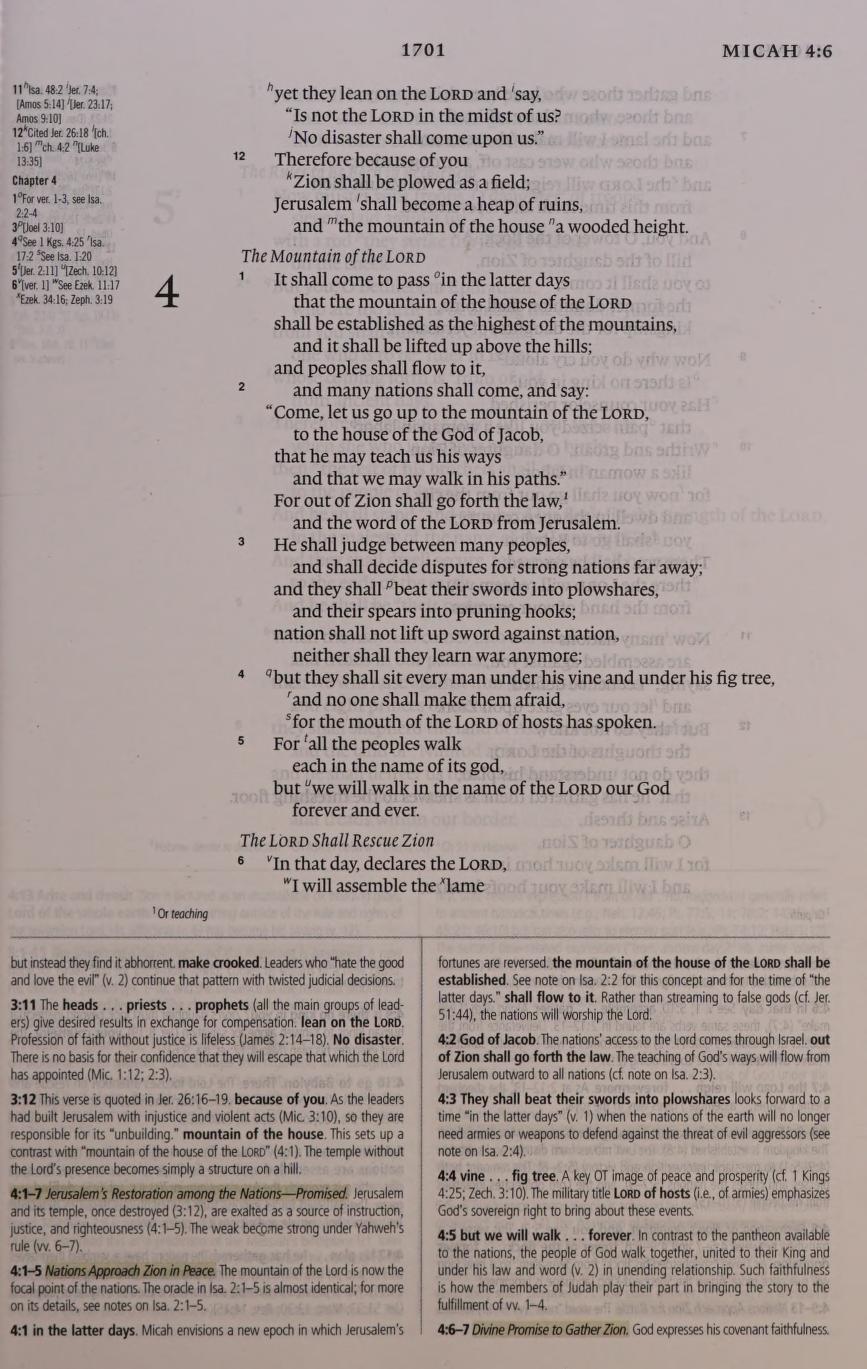 1701 MICAH 4:6
11ʰIsa. 48:2 ⁱJer. 7:4;
[Amos 5:14] ʲ[Jer. 23:17;
Amos 9:10]
12ᵏCited Jer. 26:18 ˡ[ch.
1:6] ᵐch. 4:2 ⁿ[Luke
13:35]
Chapter 4
1ᵒFor ver. 1-3, see Isa.
2:2-4
3ᵖ[Joel 3:10]
4ᑫSee 1 Kgs. 4:25 ʳIsa.
17:2 ˢSee Isa. 1:20
5ᵗ[Jer. 2:11] ᵘ[Zech. 10:12]
6ᵛ[ver. 1] ʷSee Ezek. 11:17
ˣEzek. 34:16; Zeph. 3:19
ʰyet they lean on the LORD and ⁱsay,
“Is not the LORD in the midst of us?
ʲNo disaster shall come upon us.”
12 Therefore because of you
ᵏZion shall be plowed as a field;
Jerusalem ˡshall become a heap of ruins,
and ᵐthe mountain of the house ⁿa wooded height.
The Mountain of the LORD
4
1 It shall come to pass ᵒin the latter days
that the mountain of the house of the LORD
shall be established as the highest of the mountains,
and it shall be lifted up above the hills;
and peoples shall flow to it,
2 and many nations shall come, and say:
“Come, let us go up to the mountain of the LORD,
to the house of the God of Jacob,
that he may teach us his ways
and that we may walk in his paths.”
For out of Zion shall go forth the law,¹
and the word of the LORD from Jerusalem.
3 He shall judge between many peoples,
and shall decide disputes for strong nations far away;
and they shall ᵖbeat their swords into plowshares,
and their spears into pruning hooks;
nation shall not lift up sword against nation,
neither shall they learn war anymore;
4 ᑫbut they shall sit every man under his vine and under his fig tree,
ʳand no one shall make them afraid,
ˢfor the mouth of the LORD of hosts has spoken.
5 For ᵗall the peoples walk
each in the name of its god,
but ᵘwe will walk in the name of the LORD our God
forever and ever.
The LORD Shall Rescue Zion
6 ᵛIn that day, declares the LORD,
ʷI will assemble the ˣlame
¹ Or teaching
but instead they find it abhorrent. make crooked. Leaders who “hate the good
and love the evil” (v. 2) continue that pattern with twisted judicial decisions.
3:11 The heads . . . priests . . . prophets (all the main groups of lead-
ers) give desired results in exchange for compensation. lean on the LORD.
Profession of faith without justice is lifeless (James 2:14–18). No disaster.
There is no basis for their confidence that they will escape that which the Lord
has appointed (Mic. 1:12; 2:3).
3:12 This verse is quoted in Jer. 26:16–19. because of you. As the leaders
had built Jerusalem with injustice and violent acts (Mic. 3:10), so they are
responsible for its “unbuilding.” mountain of the house. This sets up a
contrast with “mountain of the house of the LORD” (4:1). The temple without
the Lord’s presence becomes simply a structure on a hill.
4:1–7 Jerusalem’s Restoration among the Nations—Promised. Jerusalem
and its temple, once destroyed (3:12), are exalted as a source of instruction,
justice, and righteousness (4:1–5). The weak become strong under Yahweh’s
rule (vv. 6–7).
4:1–5 Nations Approach Zion in Peace. The mountain of the Lord is now the
focal point of the nations. The oracle in Isa. 2:1–5 is almost identical; for more
on its details, see notes on Isa. 2:1–5.
4:1 in the latter days. Micah envisions a new epoch in which Jerusalem’s
fortunes are reversed. the mountain of the house of the LORD shall be
established. See note on Isa. 2:2 for this concept and for the time of “the
latter days.” shall flow to it. Rather than streaming to false gods (cf. Jer.
51:44), the nations will worship the Lord.
4:2 God of Jacob. The nations’ access to the Lord comes through Israel. out
of Zion shall go forth the law. The teaching of God’s ways will flow from
Jerusalem outward to all nations (cf. note on Isa. 2:3).
4:3 They shall beat their swords into plowshares looks forward to a
time “in the latter days” (v. 1) when the nations of the earth will no longer
need armies or weapons to defend against the threat of evil aggressors (see
note on Isa. 2:4).
4:4 vine . . . fig tree. A key OT image of peace and prosperity (cf. 1 Kings
4:25; Zech. 3:10). The military title LORD of hosts (i.e., of armies) emphasizes
God’s sovereign right to bring about these events.
4:5 but we will walk . . . forever. In contrast to the pantheon available
to the nations, the people of God walk together, united to their King and
under his law and word (v. 2) in unending relationship. Such faithfulness
is how the members of Judah play their part in bringing the story to the
fulfillment of vv. 1–4.
4:6–7 Divine Promise to Gather Zion. God expresses his covenant faithfulness.